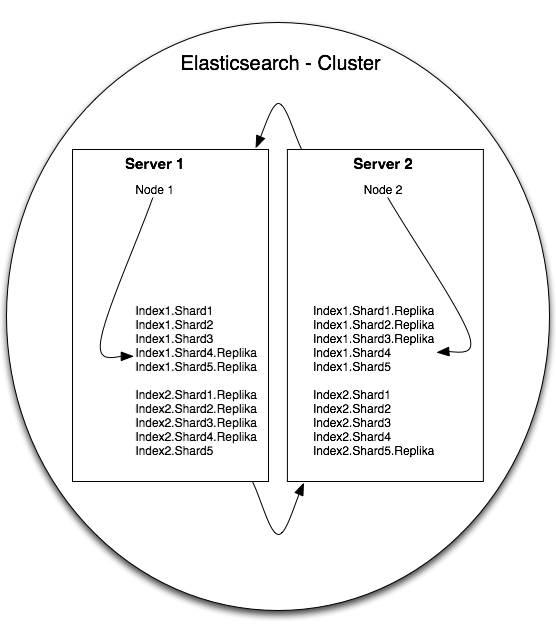 Elasticsearch - Cluster
Server 1
Node 1
Index1.Shard1
Index1.Shard2
Index1.Shard3
Index1.Shard4.Replika
Index1.Shard5.Replika
Index2.Shard1.Replika
Index2.Shard2.Replika
Index2.Shard3.Replika
Index2.Shard4.Replika
Index2.Shard5
Server 2
Node 2
Index1.Shard1.Replika
Index1.Shard2.Replika
Index1.Shard3.Replika
Index1.Shard4
Index1.Shard5
Index2.Shard1
Index2.Shard2
Index2.Shard3
Index2.Shard4
Index2.Shard5.Replika